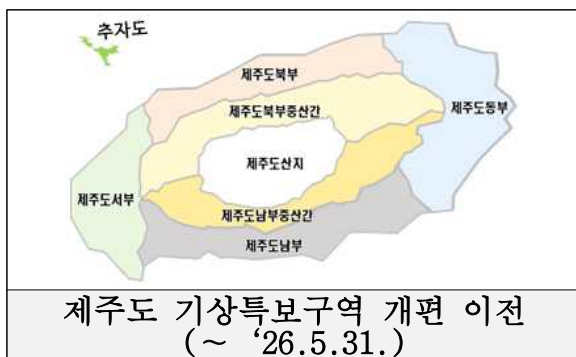 추자도
제주도북부
제주도북부중산간
제주도동부
제주도산지
제주도서부
제주도남부중산간
제주도남부
제주도 기상특보구역 개편 이전
(~ ‘26.5.31.)